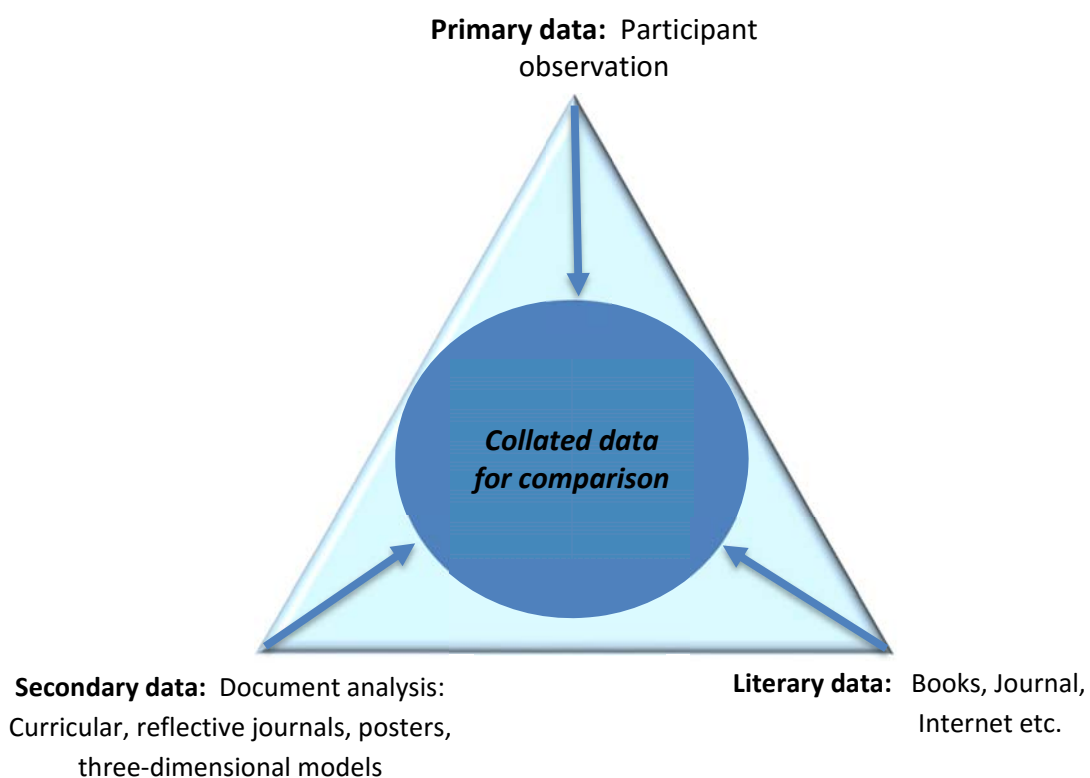 Primary data: Participant
observation
Collated data
for comparison
Secondary data: Document analysis:
Curricular, reflective journals, posters,
three-dimensional models
Literary data: Books, Journal,
Internet etc.